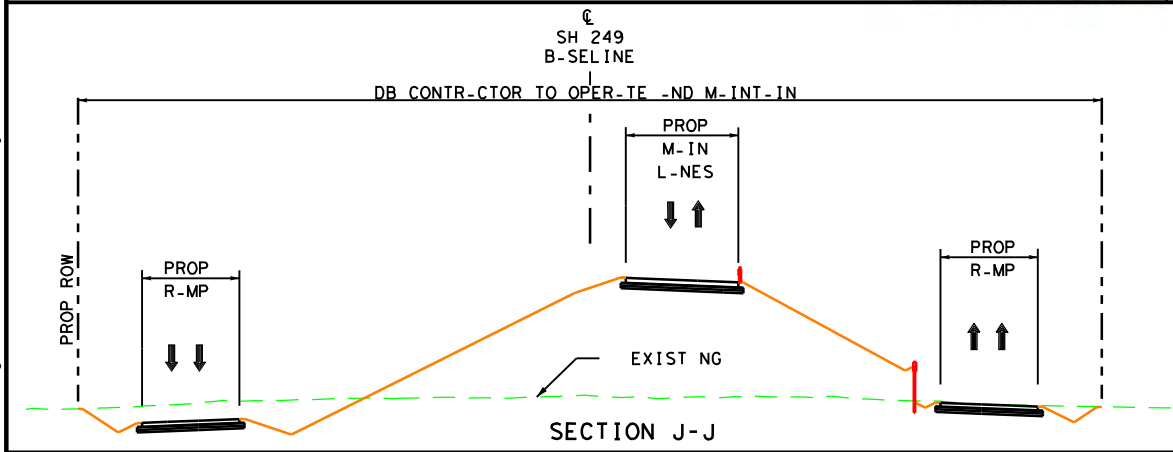 ℄
SH 249
B-SELINE
DB CONTR-CTOR TO OPER-TE -ND M-INT-IN
PROP
M-IN
L-NES
PROP
R-MP
PROP
R-MP
PROP ROW
EXIST NG
SECTION J-J